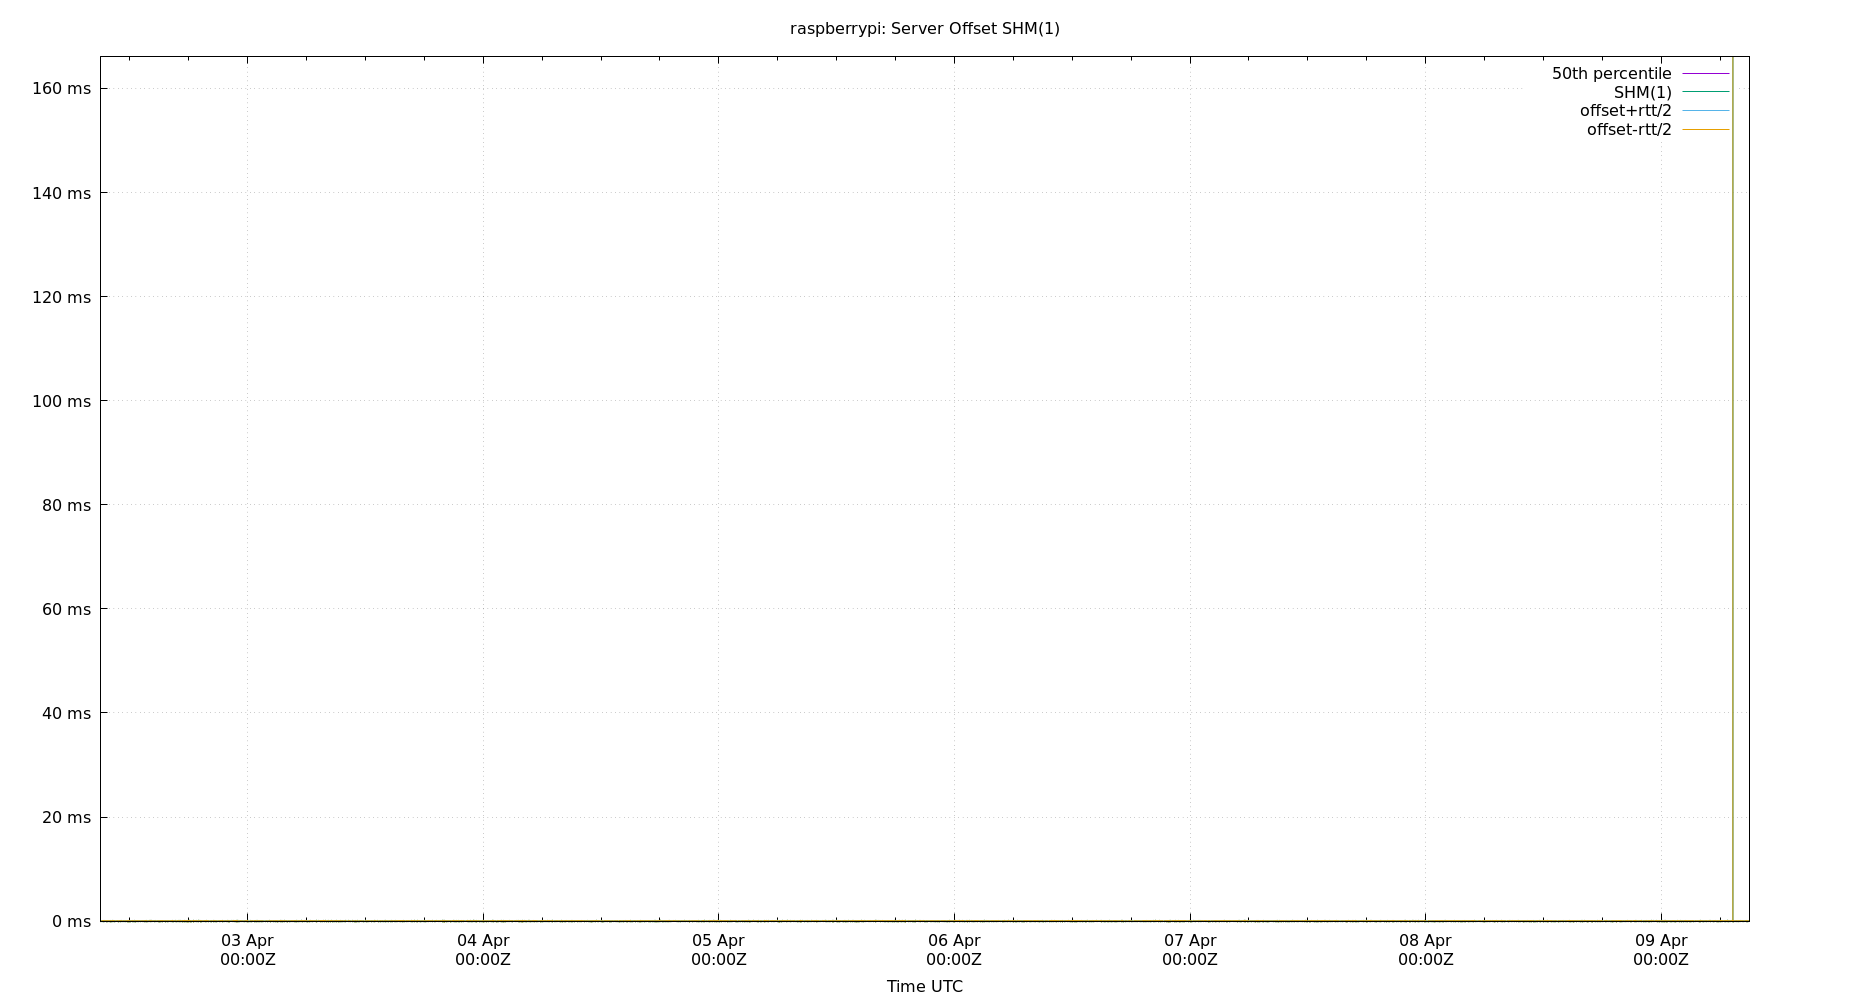 raspberrypi: Server Offset SHM(1)
50th percentile
SHM(1)
offset+rtt/2
offset-rtt/2
160 ms
140 ms
120 ms
100 ms
80 ms
60 ms
40 ms
20 ms
0 ms
03 Apr 04 Apr 05 Apr 06 Apr 07 Apr 08 Apr 09 Apr
00:00Z 00:00Z 00:00Z 00:00Z 00:00Z 00:00Z 00:00Z
Time UTC